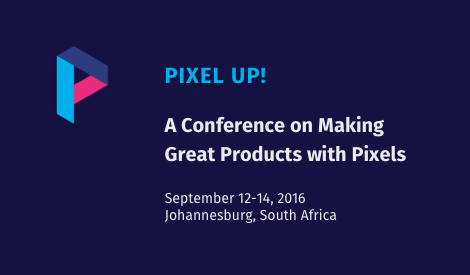 PIXEL UP!
A Conference on Making
Great Products with Pixels
September 12-14, 2016
Johannesburg, South Africa